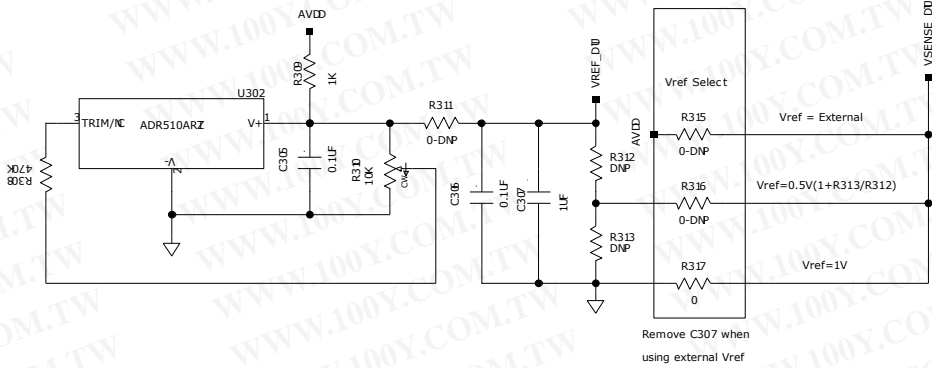 AVDD
R309
1K
U302
3
TRIM/NC
ADR510ARZ
V+
1
-V
2
R308
470K
C305
0.1UF
R310
10K
CW
R311
0-DNP
C306
0.1UF
C307
1UF
VREF_DUT0
R312
DNP
R313
DNP
Vref Select
AVDD
R315
0-DNP
Vref = External
R316
0-DNP
Vref=0.5V(1+R313/R312)
R317
0
Vref=1V
VSENSE_DUT0
Remove C307 when
using external Vref
WWW.100Y.COM.TW